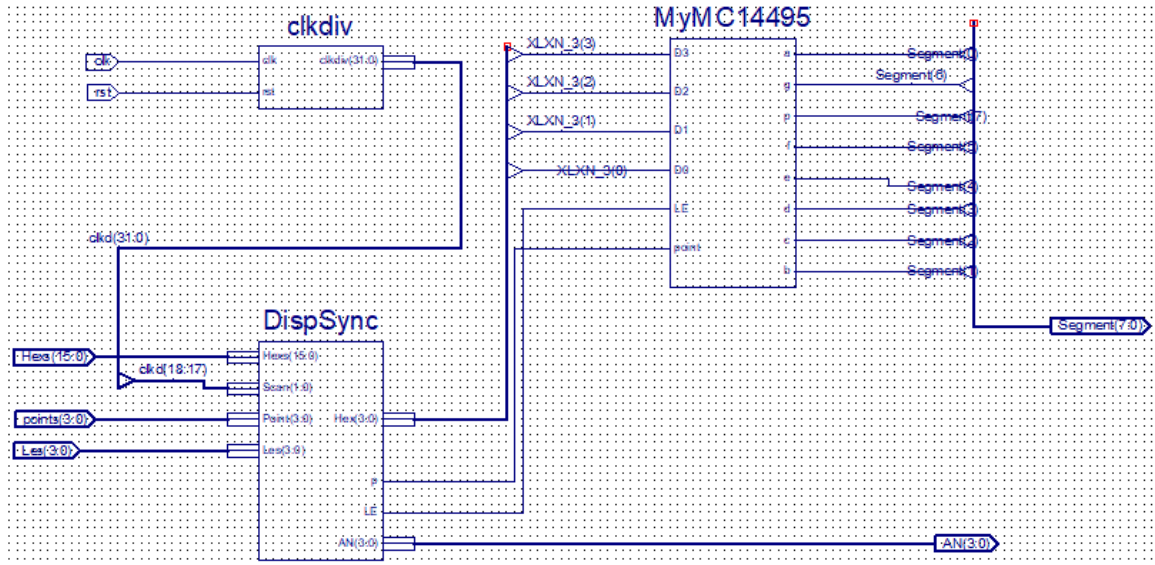 clkdiv
MyMC14495
clk
rst
clk
rst
clkdiv(31:0)
XLXN_3(3)
XLXN_3(2)
XLXN_3(1)
XLXN_3(0)
D3
D2
D1
D0
LE
point
a
g
p
f
e
d
c
b
Segment(0)
Segment(6)
Segment(7)
Segment(5)
Segment(4)
Segment(3)
Segment(2)
Segment(1)
clkd(31:0)
DispSync
Segment(7:0)
Hexs(15:0)
clkd(18:17)
points(3:0)
Les(3:0)
Hexs(15:0)
Scan(1:0)
Point(3:0)
Les(3:0)
Hex(3:0)
p
LE
AN(3:0)
AN(3:0)